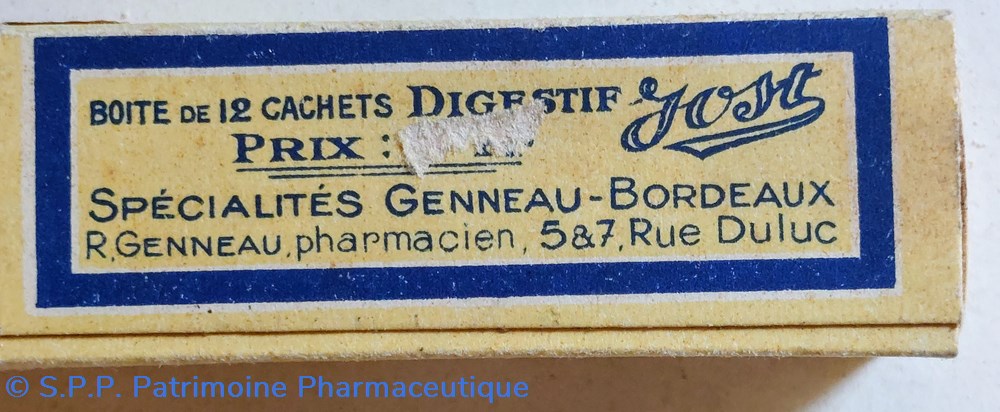 BOITE DE 12 CACHETS DIGESTIF Jost
PRIX :
SPÉCIALITÉS GENNEAU-BORDEAUX
R. GENNEAU, pharmacien, 5 & 7, Rue Duluc
© S.P.P. Patrimoine Pharmaceutique